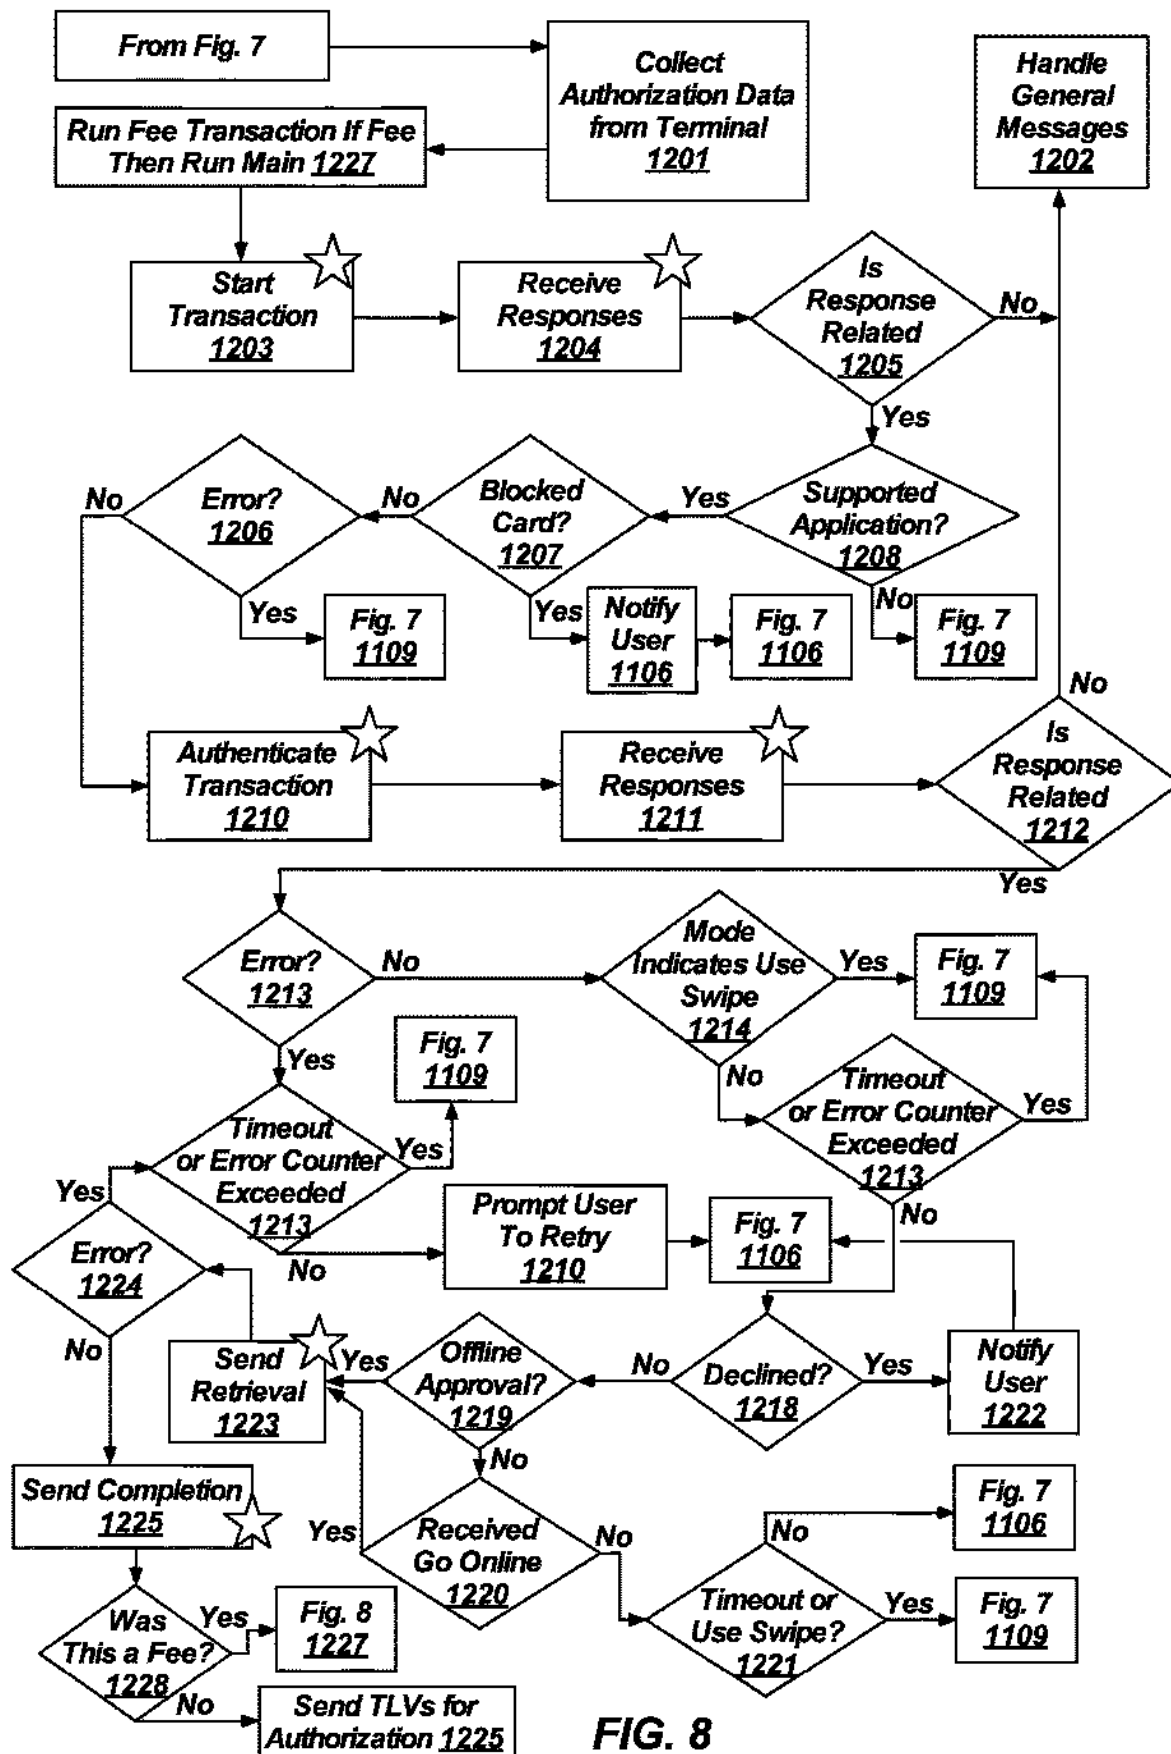 From Fig. 7
Collect
Authorization Data
from Terminal
1201
Handle
General
Messages
1202
Run Fee Transaction If Fee
Then Run Main 1227
Start
Transaction
1203
Receive
Responses
1204
Is
Response
Related
1205
No
Yes
Supported
Application?
1208
Yes
No
Blocked
Card?
1207
No
Yes
Error?
1206
No
Yes
Fig. 7
1109
Notify
User
1106
Fig. 7
1106
Fig. 7
1109
Authenticate
Transaction
1210
Receive
Responses
1211
Is
Response
Related
1212
No
Yes
Error?
1213
No
Yes
Mode
Indicates Use
Swipe
1214
Yes
No
Fig. 7
1109
Fig. 7
1109
Timeout
or Error Counter
Exceeded
1213
Yes
No
Timeout
or Error Counter
Exceeded
1213
Yes
No
Prompt User
To Retry
1210
Fig. 7
1106
Error?
1224
Yes
No
Send
Retrieval
1223
Offline
Approval?
1219
Yes
No
Declined?
1218
No
Yes
Notify
User
1222
Send Completion
1225
Received
Go Online
1220
Yes
No
Timeout or
Use Swipe?
1221
No
Yes
Fig. 7
1106
Fig. 7
1109
Was
This a Fee?
1228
Yes
No
Fig. 8
1227
Send TLVs for
Authorization 1225
FIG. 8